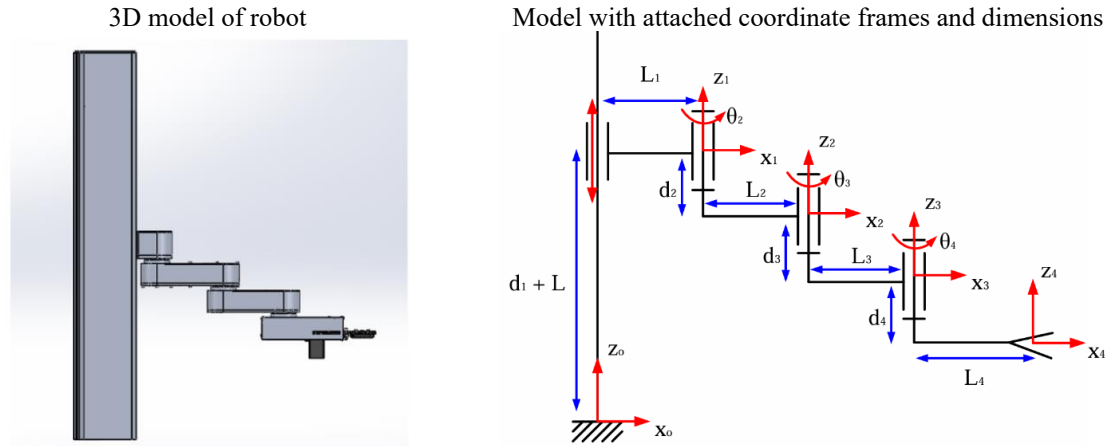 3D model of robot
Model with attached coordinate frames and dimensions
L₁
z₁
θ₂
x₁
z₂
θ₃
d₂
L₂
x₂
z₃
θ₄
d₃
L₃
x₃
d₁ + L
z₄
d₄
zₒ
x₄
L₄
xₒ